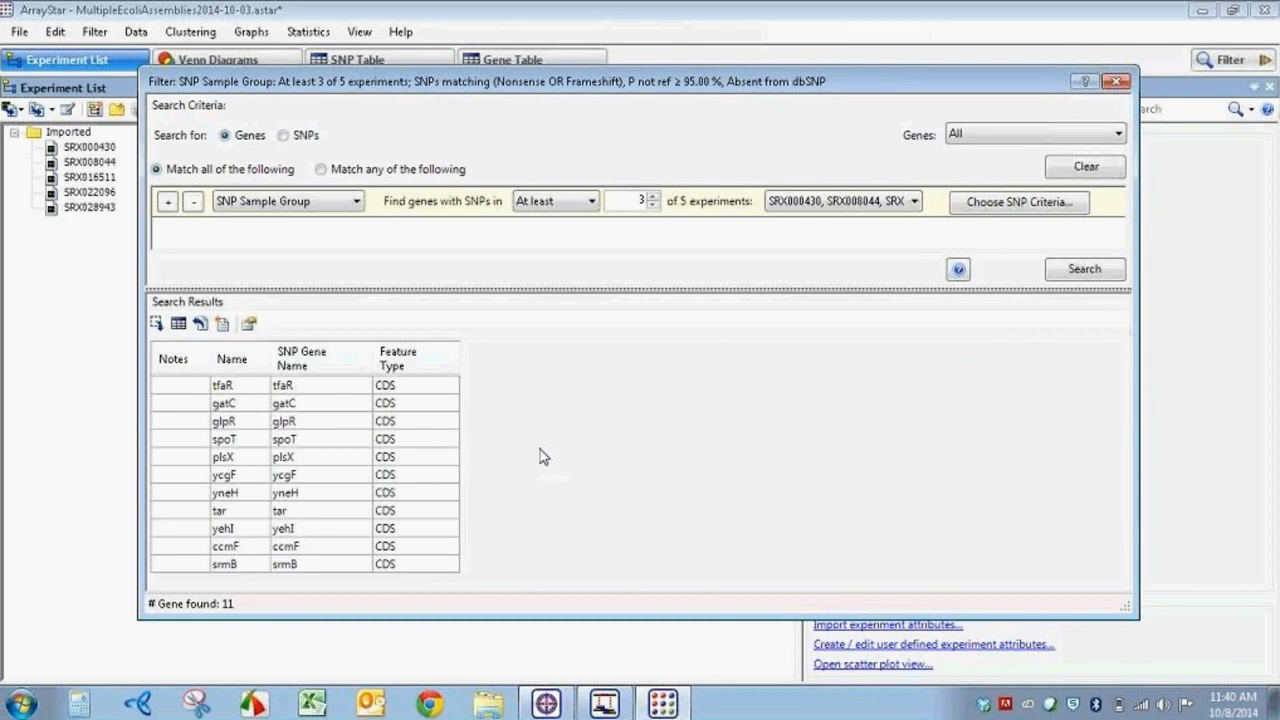 ArrayStar - MultipleEcoliAssemblies2014-10-03.astar*
File Edit Filter Data Clustering Graphs Statistics View Help
Experiment List Venn Diagrams SNP Table Gene Table Filter
Experiment List
Filter: SNP Sample Group: At least 3 of 5 experiments; SNPs matching (Nonsense OR Frameshift), P not ref ≥ 95.00 %, Absent from dbSNP
Search Criteria:
Imported
SRX000430
SRX008044
SRX016511
SRX022096
SRX028943
Search for: Genes SNPs Genes: All
Match all of the following Match any of the following Clear
+ - SNP Sample Group Find genes with SNPs in At least 3 of 5 experiments: SRX000430, SRX008044, SRX Choose SNP Criteria...
Search
Search Results
Notes Name SNP Gene Name Feature Type
tfaR tfaR CDS
gatC gatC CDS
glpR glpR CDS
spoT spoT CDS
plsX plsX CDS
ycgF ycgF CDS
yneH yneH CDS
tar tar CDS
yehI yehI CDS
ccmF ccmF CDS
srmB srmB CDS
# Gene found: 11
Import experiment attributes...
Create / edit user defined experiment attributes...
Open scatter plot view...
11:40 AM
10/8/2014